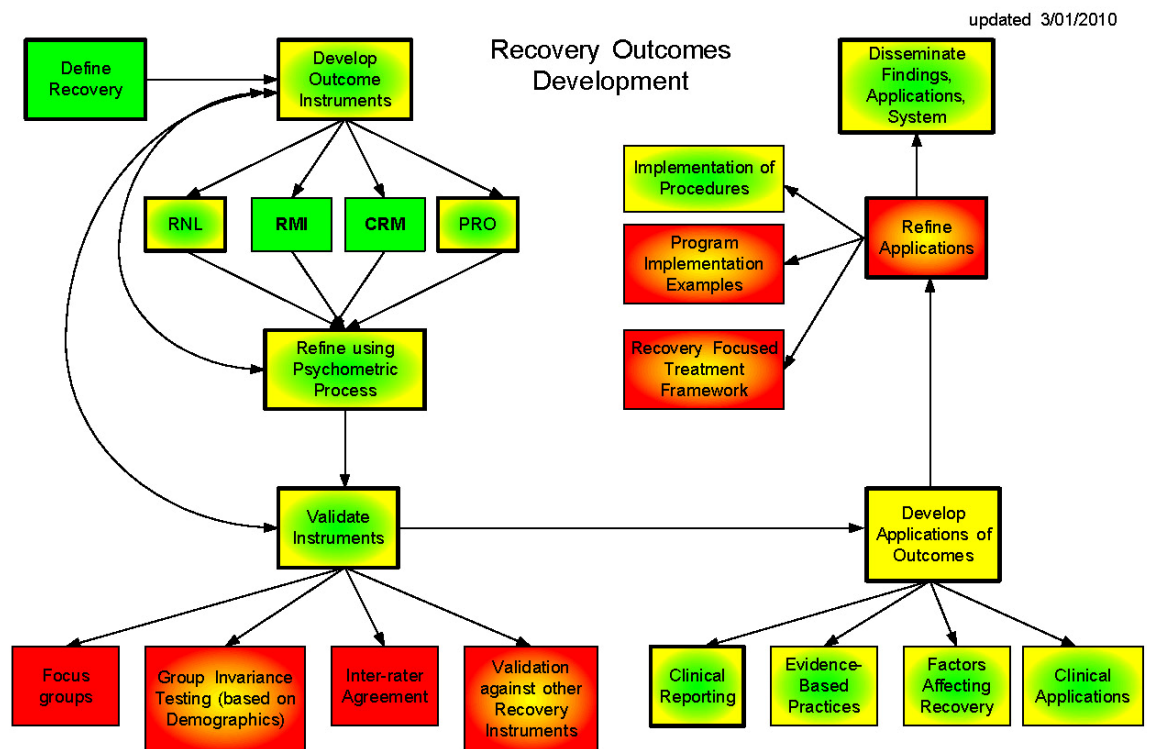 updated 3/01/2010
Recovery Outcomes
Development
Define
Recovery
Develop
Outcome
Instruments
RNL
RMI
CRM
PRO
Refine using
Psychometric
Process
Validate
Instruments
Focus
groups
Group Invariance
Testing (based on
Demographics)
Inter-rater
Agreement
Validation
against other
Recovery
Instruments
Disseminate
Findings,
Applications,
System
Implementation of
Procedures
Program
Implementation
Examples
Recovery Focused
Treatment
Framework
Refine
Applications
Develop
Applications of
Outcomes
Clinical
Reporting
Evidence-
Based
Practices
Factors
Affecting
Recovery
Clinical
Applications